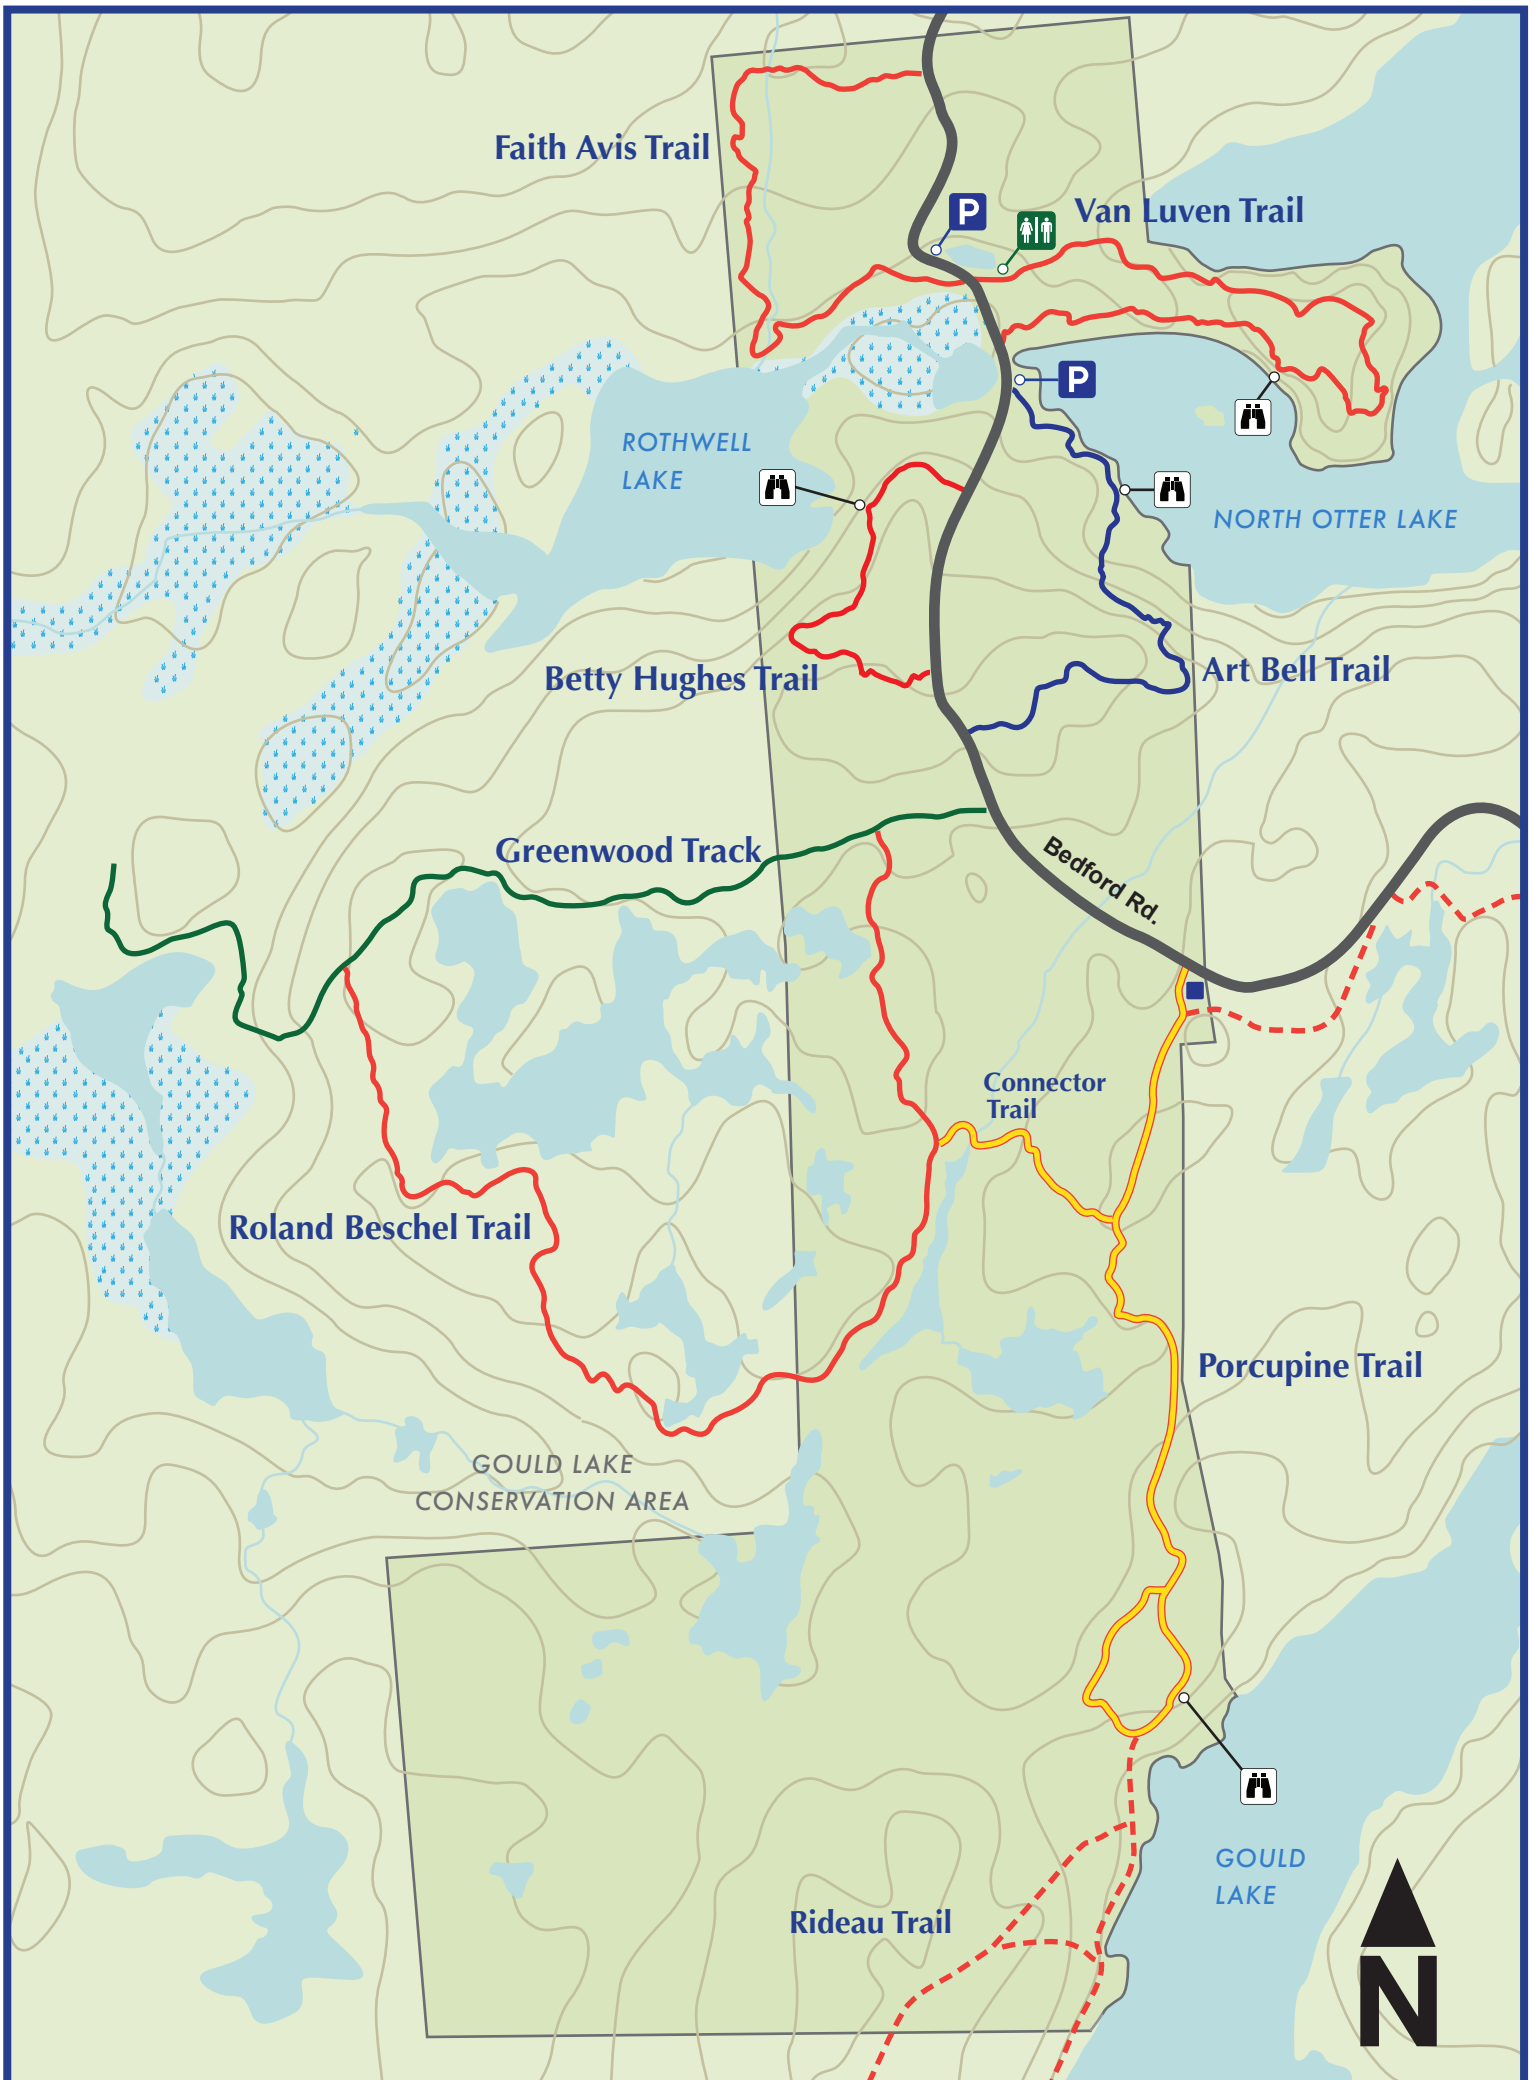 Faith Avis Trail
P
Van Luven Trail
P
ROTHWELL
LAKE
NORTH OTTER LAKE
Betty Hughes Trail
Art Bell Trail
Greenwood Track
Bedford Rd.
Connector
Trail
Roland Beschel Trail
Porcupine Trail
GOULD LAKE
CONSERVATION AREA
GOULD
LAKE
Rideau Trail
N